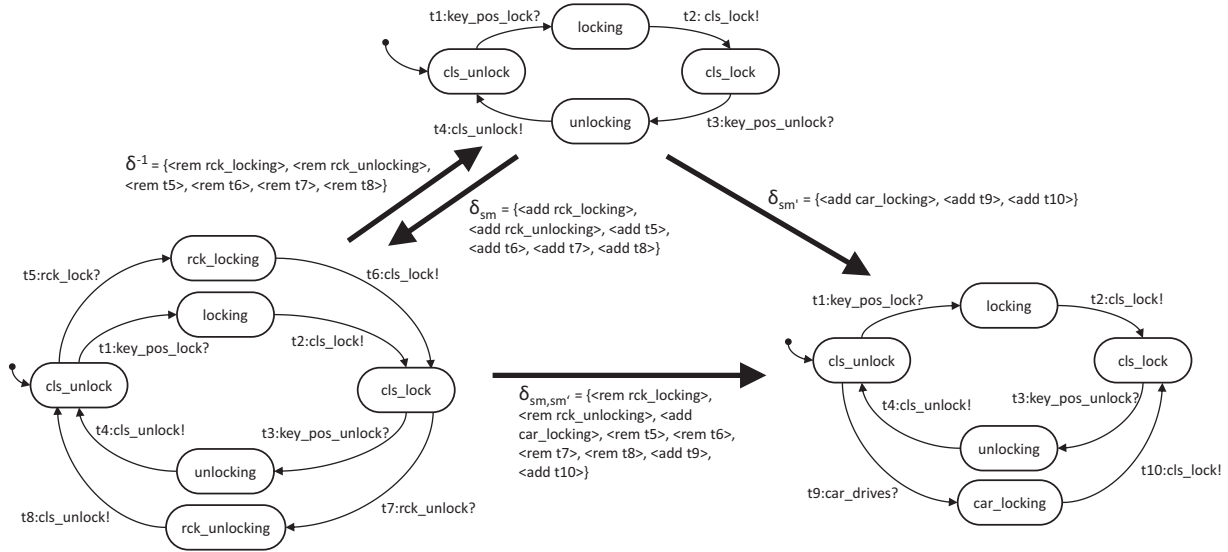 t1:key_pos_lock?
locking
t2: cls_lock!
cls_unlock
cls_lock
unlocking
t4:cls_unlock!
t3:key_pos_unlock?
δ-1 = {<rem rck_locking>, <rem rck_unlocking>,
<rem t5>, <rem t6>, <rem t7>, <rem t8>}
δsm = {<add rck_locking>,
<add rck_unlocking>, <add t5>,
<add t6>, <add t7>, <add t8>}
δsm' = {<add car_locking>, <add t9>, <add t10>}
rck_locking
t5:rck_lock?
t6:cls_lock!
locking
t1:key_pos_lock?
t2:cls_lock!
cls_unlock
cls_lock
t3:key_pos_unlock?
t4:cls_unlock!
unlocking
t7:rck_unlock?
t8:cls_unlock!
rck_unlocking
δsm,sm' = {<rem rck_locking>,
<rem rck_unlocking>, <add
car_locking>, <rem t5>, <rem t6>,
<rem t7>, <rem t8>, <add t9>,
<add t10>}
t1:key_pos_lock?
locking
t2:cls_lock!
cls_unlock
cls_lock
t4:cls_unlock!
t3:key_pos_unlock?
unlocking
t9:car_drives?
t10:cls_lock!
car_locking